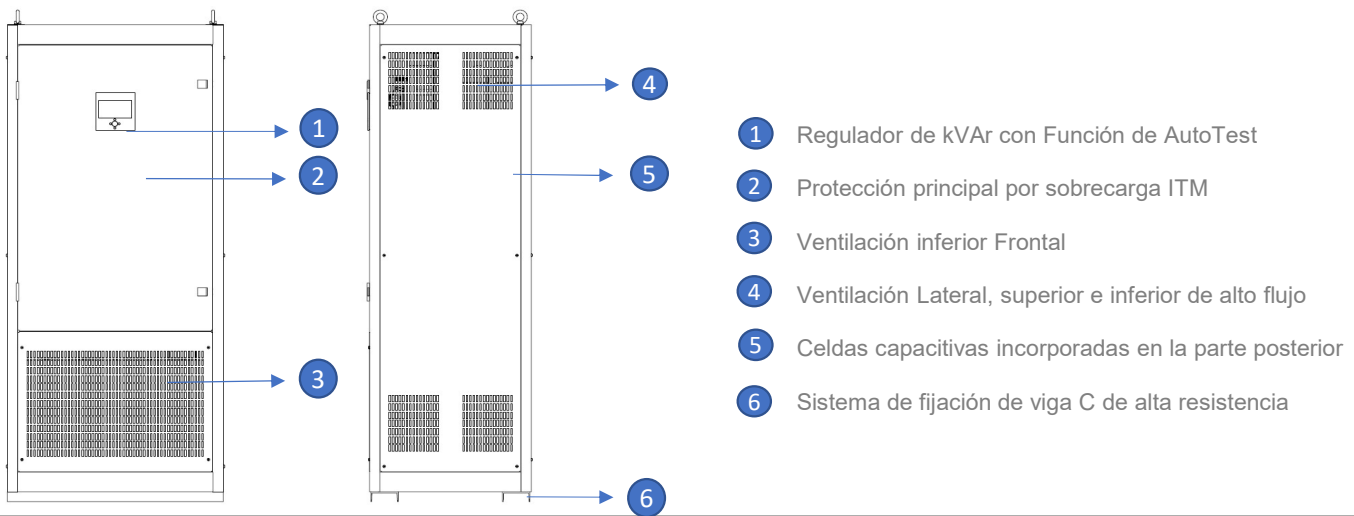 1
2
3
4
5
6
1 Regulador de kVAr con Función de AutoTest
2 Protección principal por sobrecarga ITM
3 Ventilación inferior Frontal
4 Ventilación Lateral, superior e inferior de alto flujo
5 Celdas capacitivas incorporadas en la parte posterior
6 Sistema de fijación de viga C de alta resistencia